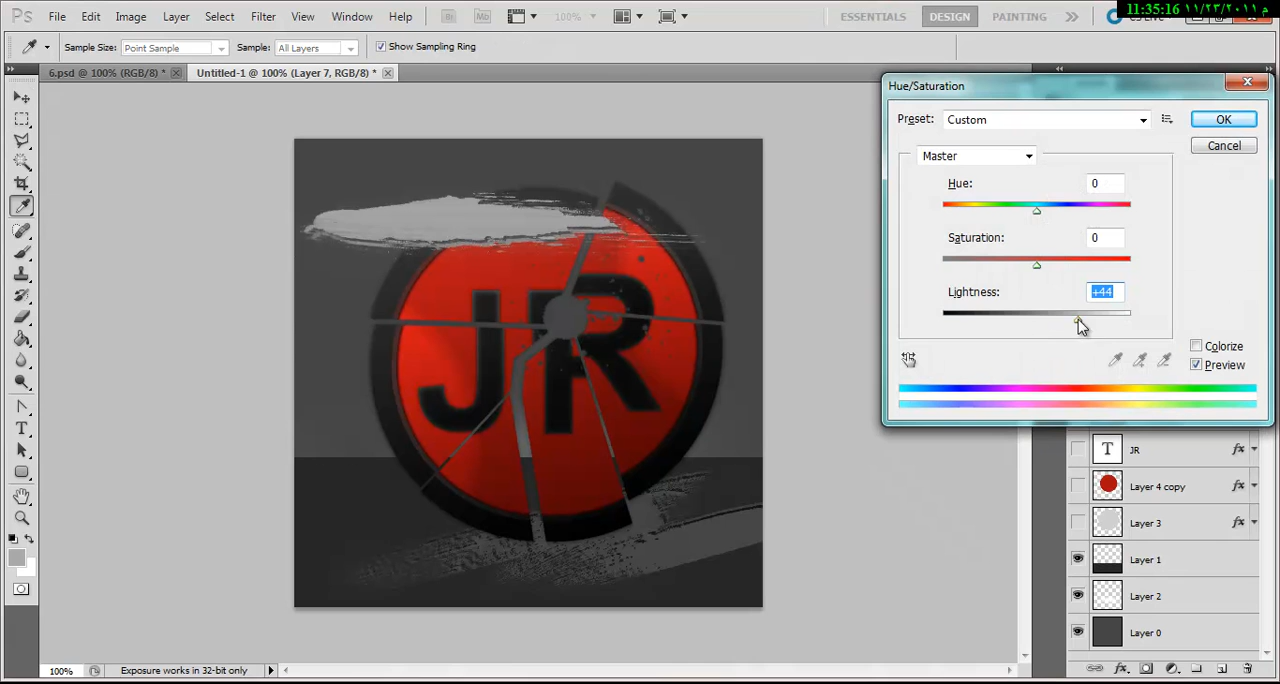 11:35:16 م ٢٠١١/٢٣/١١
Ps File Edit Image Layer Select Filter View Window Help Br Mb 100% ESSENTIALS DESIGN PAINTING
Sample Size: Point Sample Sample: All Layers Show Sampling Ring
6.psd @ 100% (RGB/8) * Untitled-1 @ 100% (Layer 7, RGB/8) *
Hue/Saturation
Preset: Custom OK
Cancel
Master
Hue: 0
Saturation: 0
Lightness: +44
Colorize
Preview
JR
T JR fx
Layer 4 copy fx
Layer 3 fx
Layer 1
Layer 2
Layer 0
100% Exposure works in 32-bit only